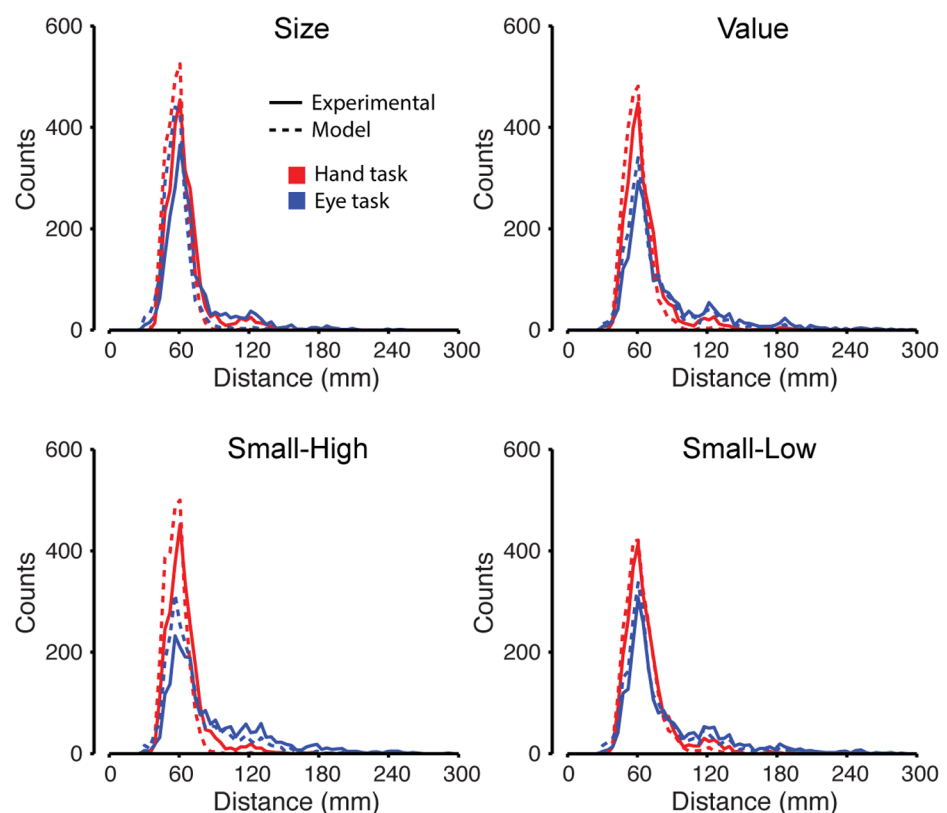 Size
600
400
200
0
Counts
0 60 120 180 240 300
Distance (mm)
Experimental
Model
Hand task
Eye task
Value
600
400
200
0
Counts
0 60 120 180 240 300
Distance (mm)
Small-High
600
400
200
0
Counts
0 60 120 180 240 300
Distance (mm)
Small-Low
600
400
200
0
Counts
0 60 120 180 240 300
Distance (mm)